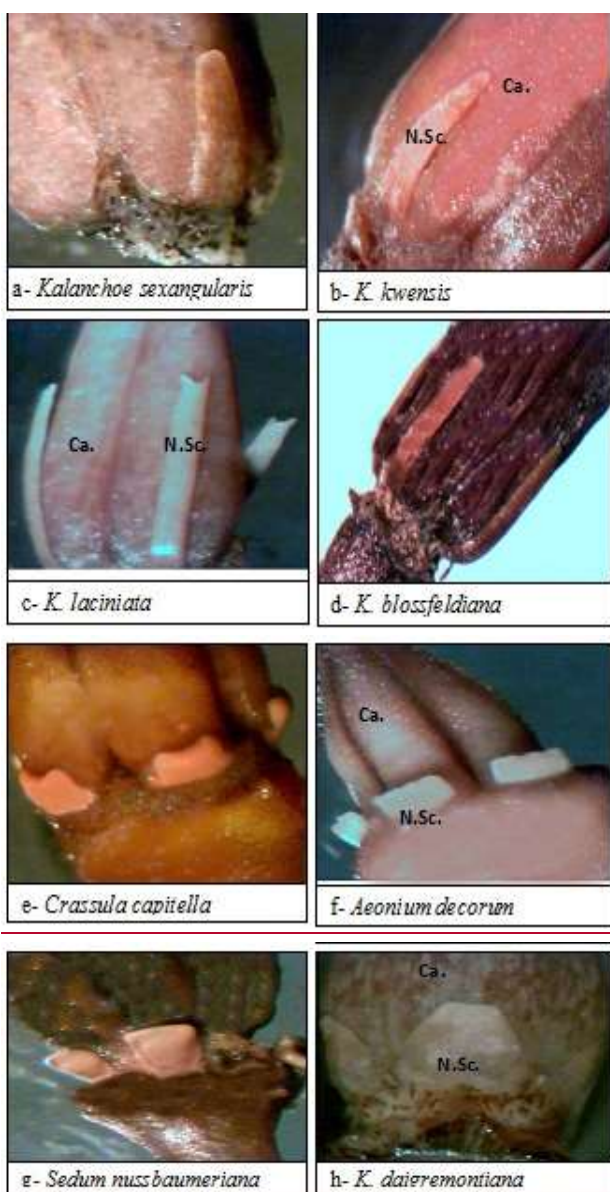 Ca.
N.Sc.
a- Kalanchoe sexangularis
b- K. kwensis
Ca.
N.Sc.
c- K. laciniata
d- K. blossfeldiana
Ca.
N.Sc.
e- Crassula capitella
f- Aeonium decorum
Ca.
N.Sc.
g- Sedum nussbaumeriana
h- K. daigremontiana